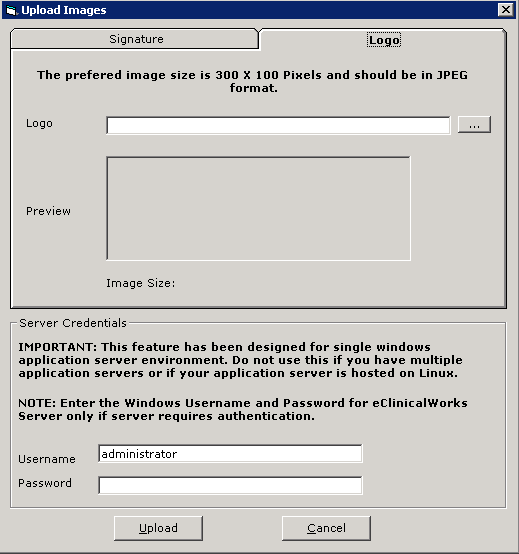 Upload Images
Signature
Logo
The prefered image size is 300 X 100 Pixels and should be in JPEG
format.
Logo
...
Preview
Image Size:
Server Credentials
IMPORTANT: This feature has been designed for single windows
application server environment. Do not use this if you have multiple
application servers or if your application server is hosted on Linux.
NOTE: Enter the Windows Username and Password for eClinicalWorks
Server only if server requires authentication.
Username
administrator
Password
Upload
Cancel